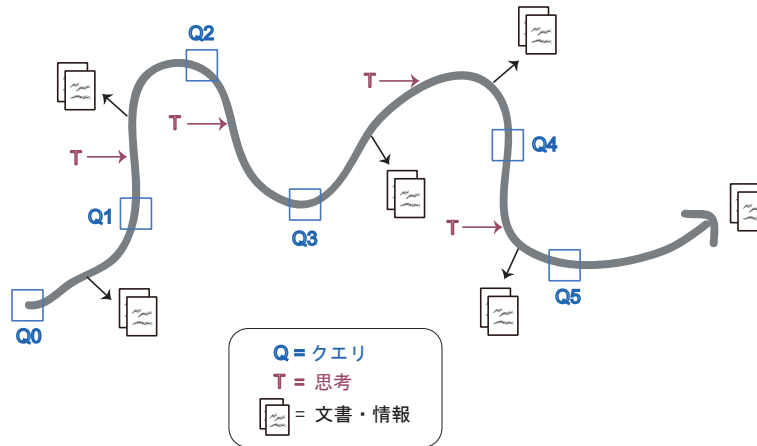 Q2
T
T
T
Q4
Q1
Q3
T
Q0
Q5
Q = クエリ
T = 思考
= 文書・情報